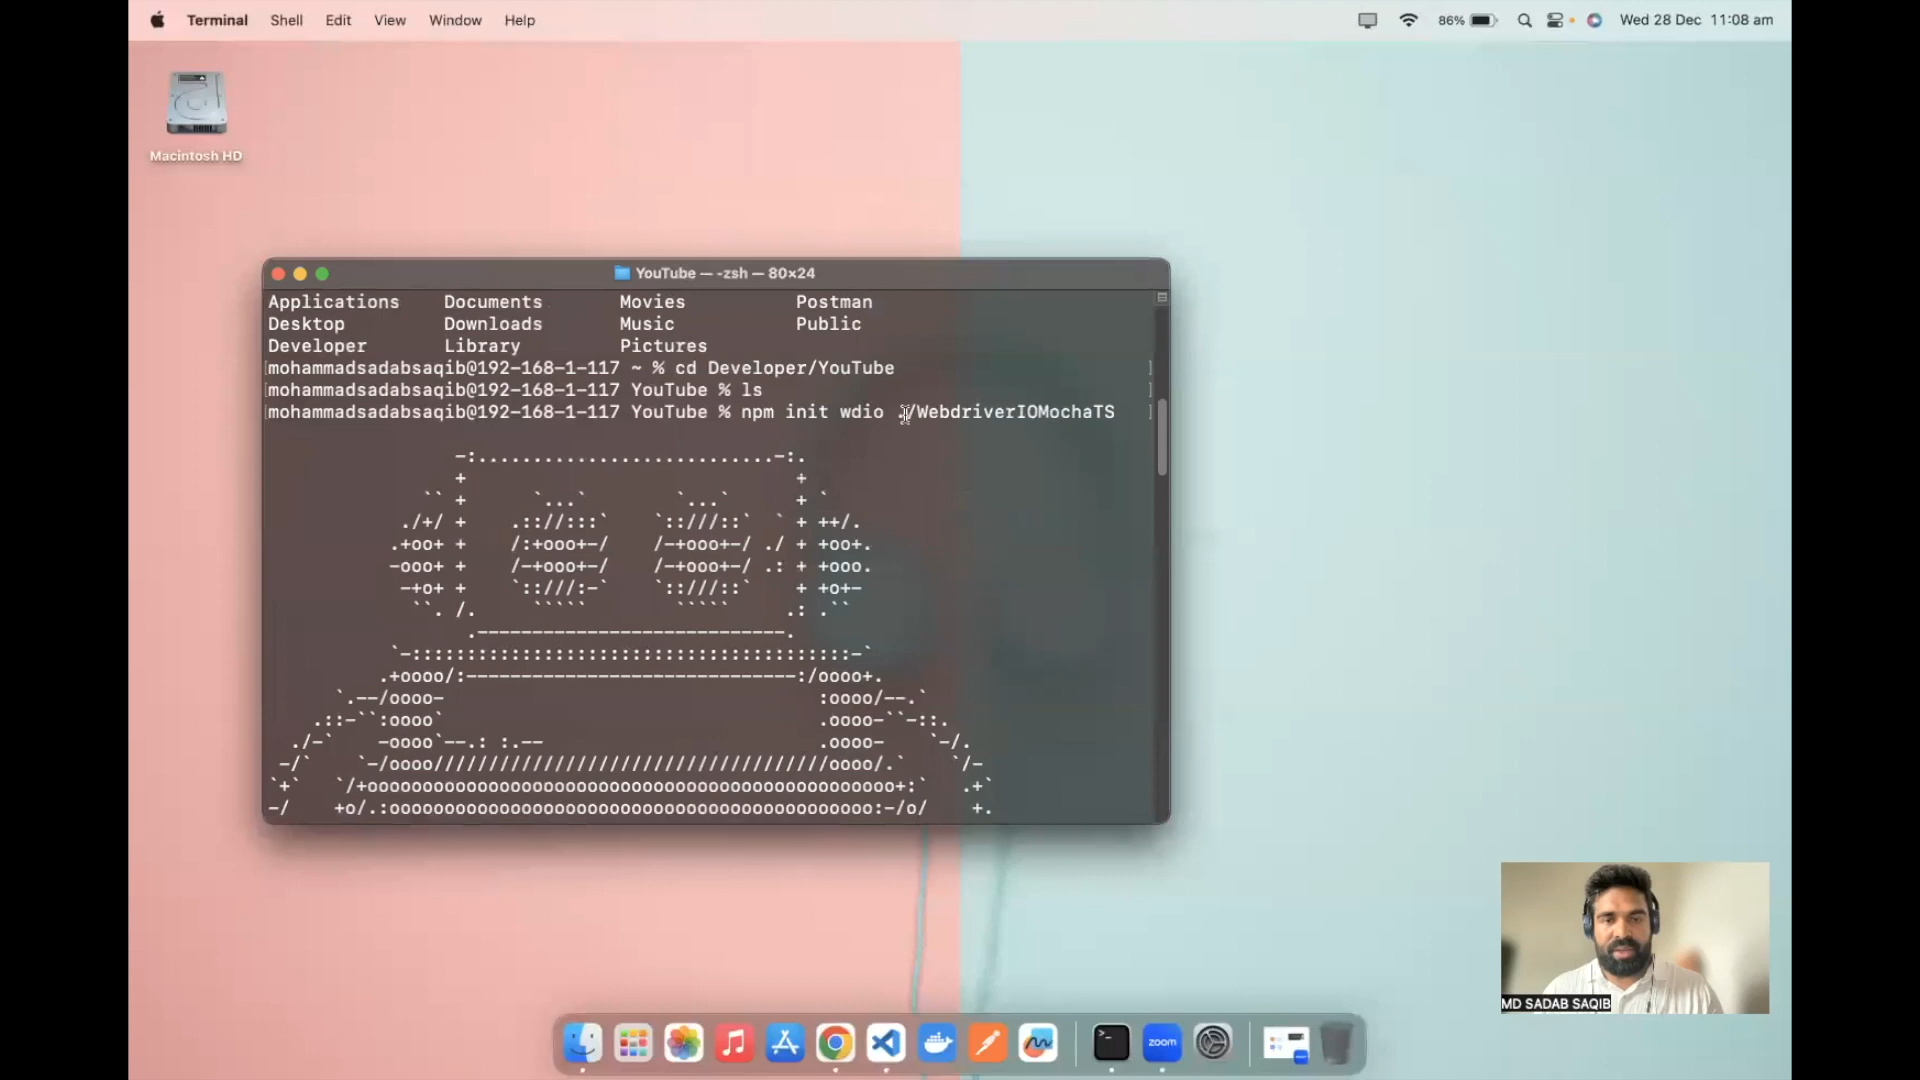 Terminal Shell Edit View Window Help 86% Wed 28 Dec 11:08 am
Macintosh HD
YouTube — -zsh — 80×24
Applications Documents Movies Postman
Desktop Downloads Music Public
Developer Library Pictures
[mohammadsadabsaqib@192-168-1-117 ~ % cd Developer/YouTube ]
[mohammadsadabsaqib@192-168-1-117 YouTube % ls ]
[mohammadsadabsaqib@192-168-1-117 YouTube % npm init wdio ./WebdriverIOMochaTS ]
MD SADAB SAQIB
zoom